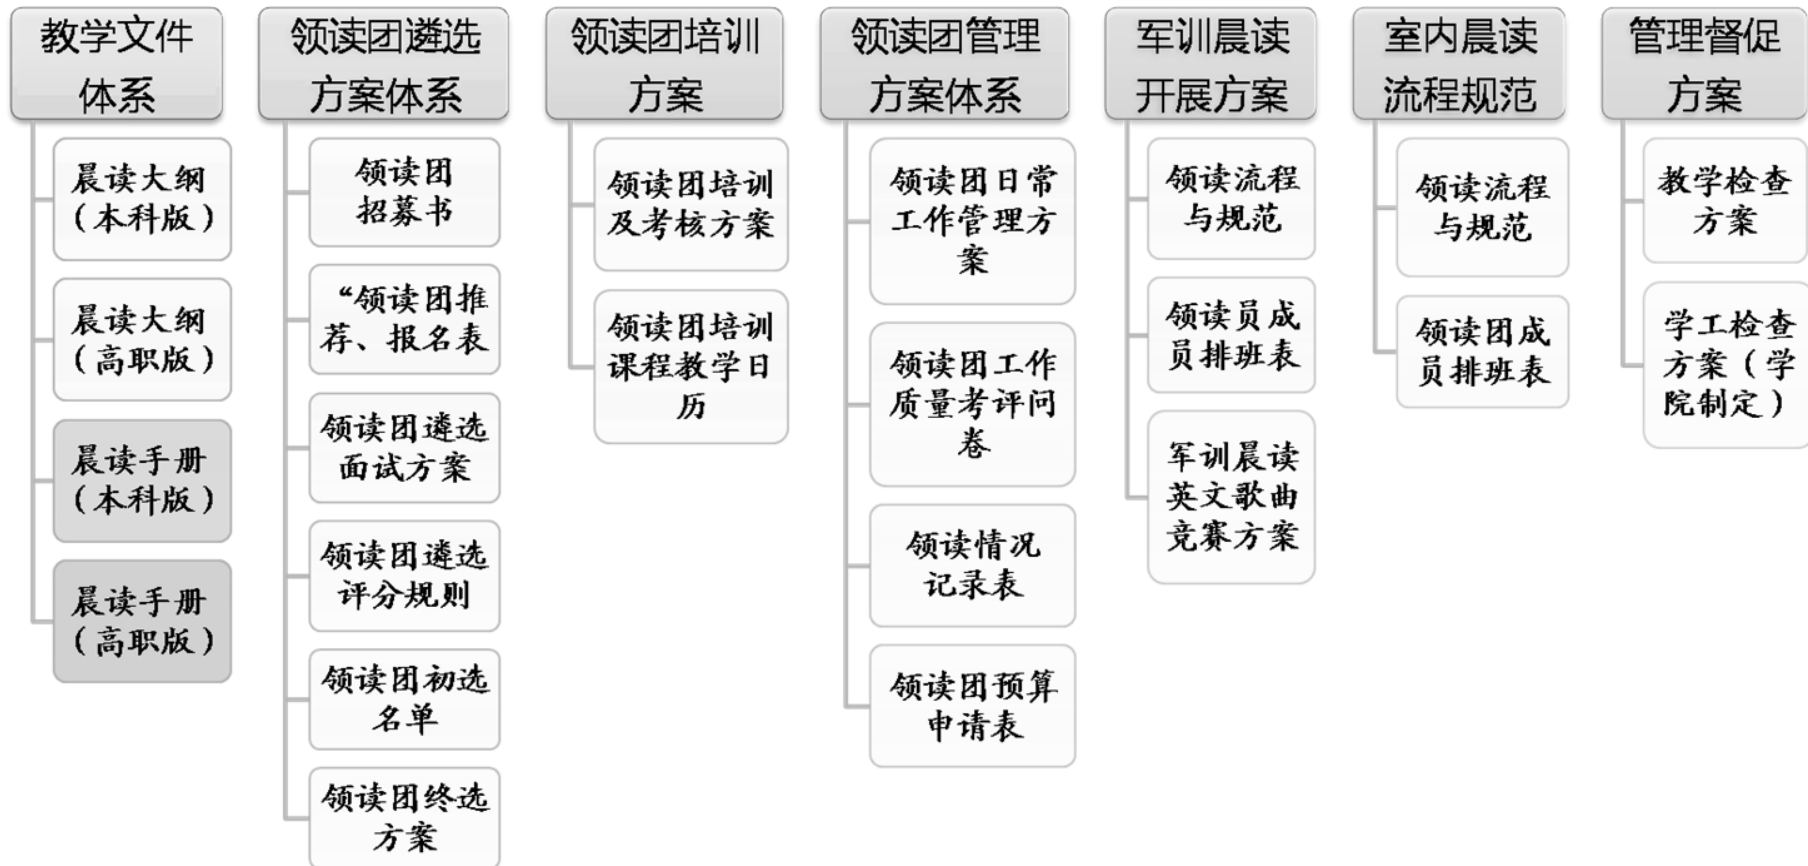 教学文件
体系
晨读大纲
（本科版）
晨读大纲
（高职版）
晨读手册
（本科版）
晨读手册
（高职版）
领读团遴选
方案体系
领读团
招募书
“领读团推
荐、报名表
领读团遴选
面试方案
领读团遴选
评分规则
领读团初选
名单
领读团终选
方案
领读团培训
方案
领读团培训
及考核方案
领读团培训
课程教学日
历
领读团管理
方案体系
领读团日常
工作管理方
案
领读团工作
质量考评问
卷
领读情况
记录表
领读团预算
申请表
军训晨读
开展方案
领读流程
与规范
领读员成
员排班表
军训晨读
英文歌曲
竞赛方案
室内晨读
流程规范
领读流程
与规范
领读团成
员排班表
管理督促
方案
教学检查
方案
学工检查
方案（学
院制定）